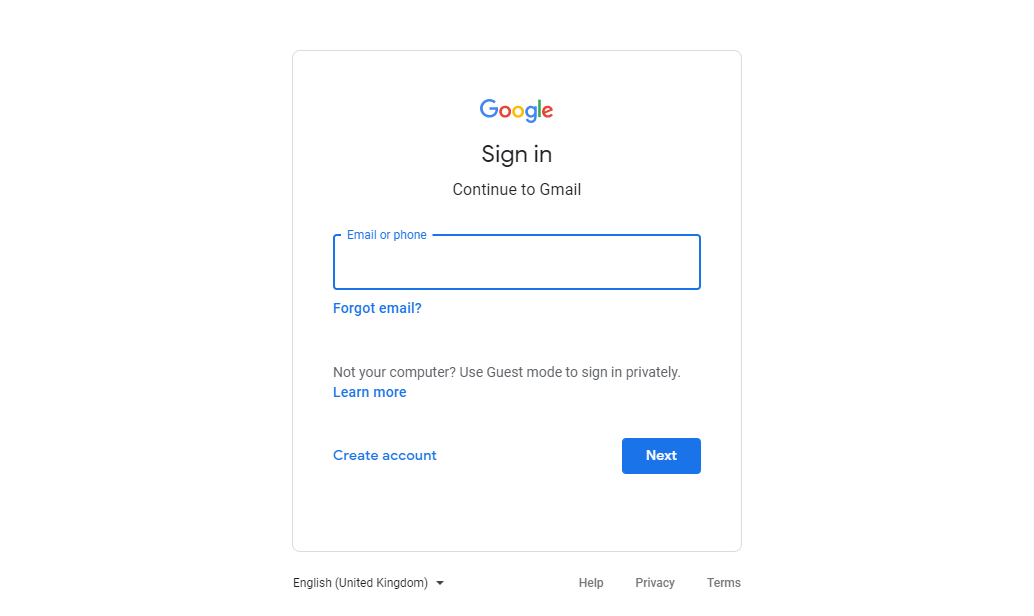 Google
Sign in
Continue to Gmail
Email or phone
Forgot email?
Not your computer? Use Guest mode to sign in privately.
Learn more
Create account
Next
English (United Kingdom)
Help
Privacy
Terms